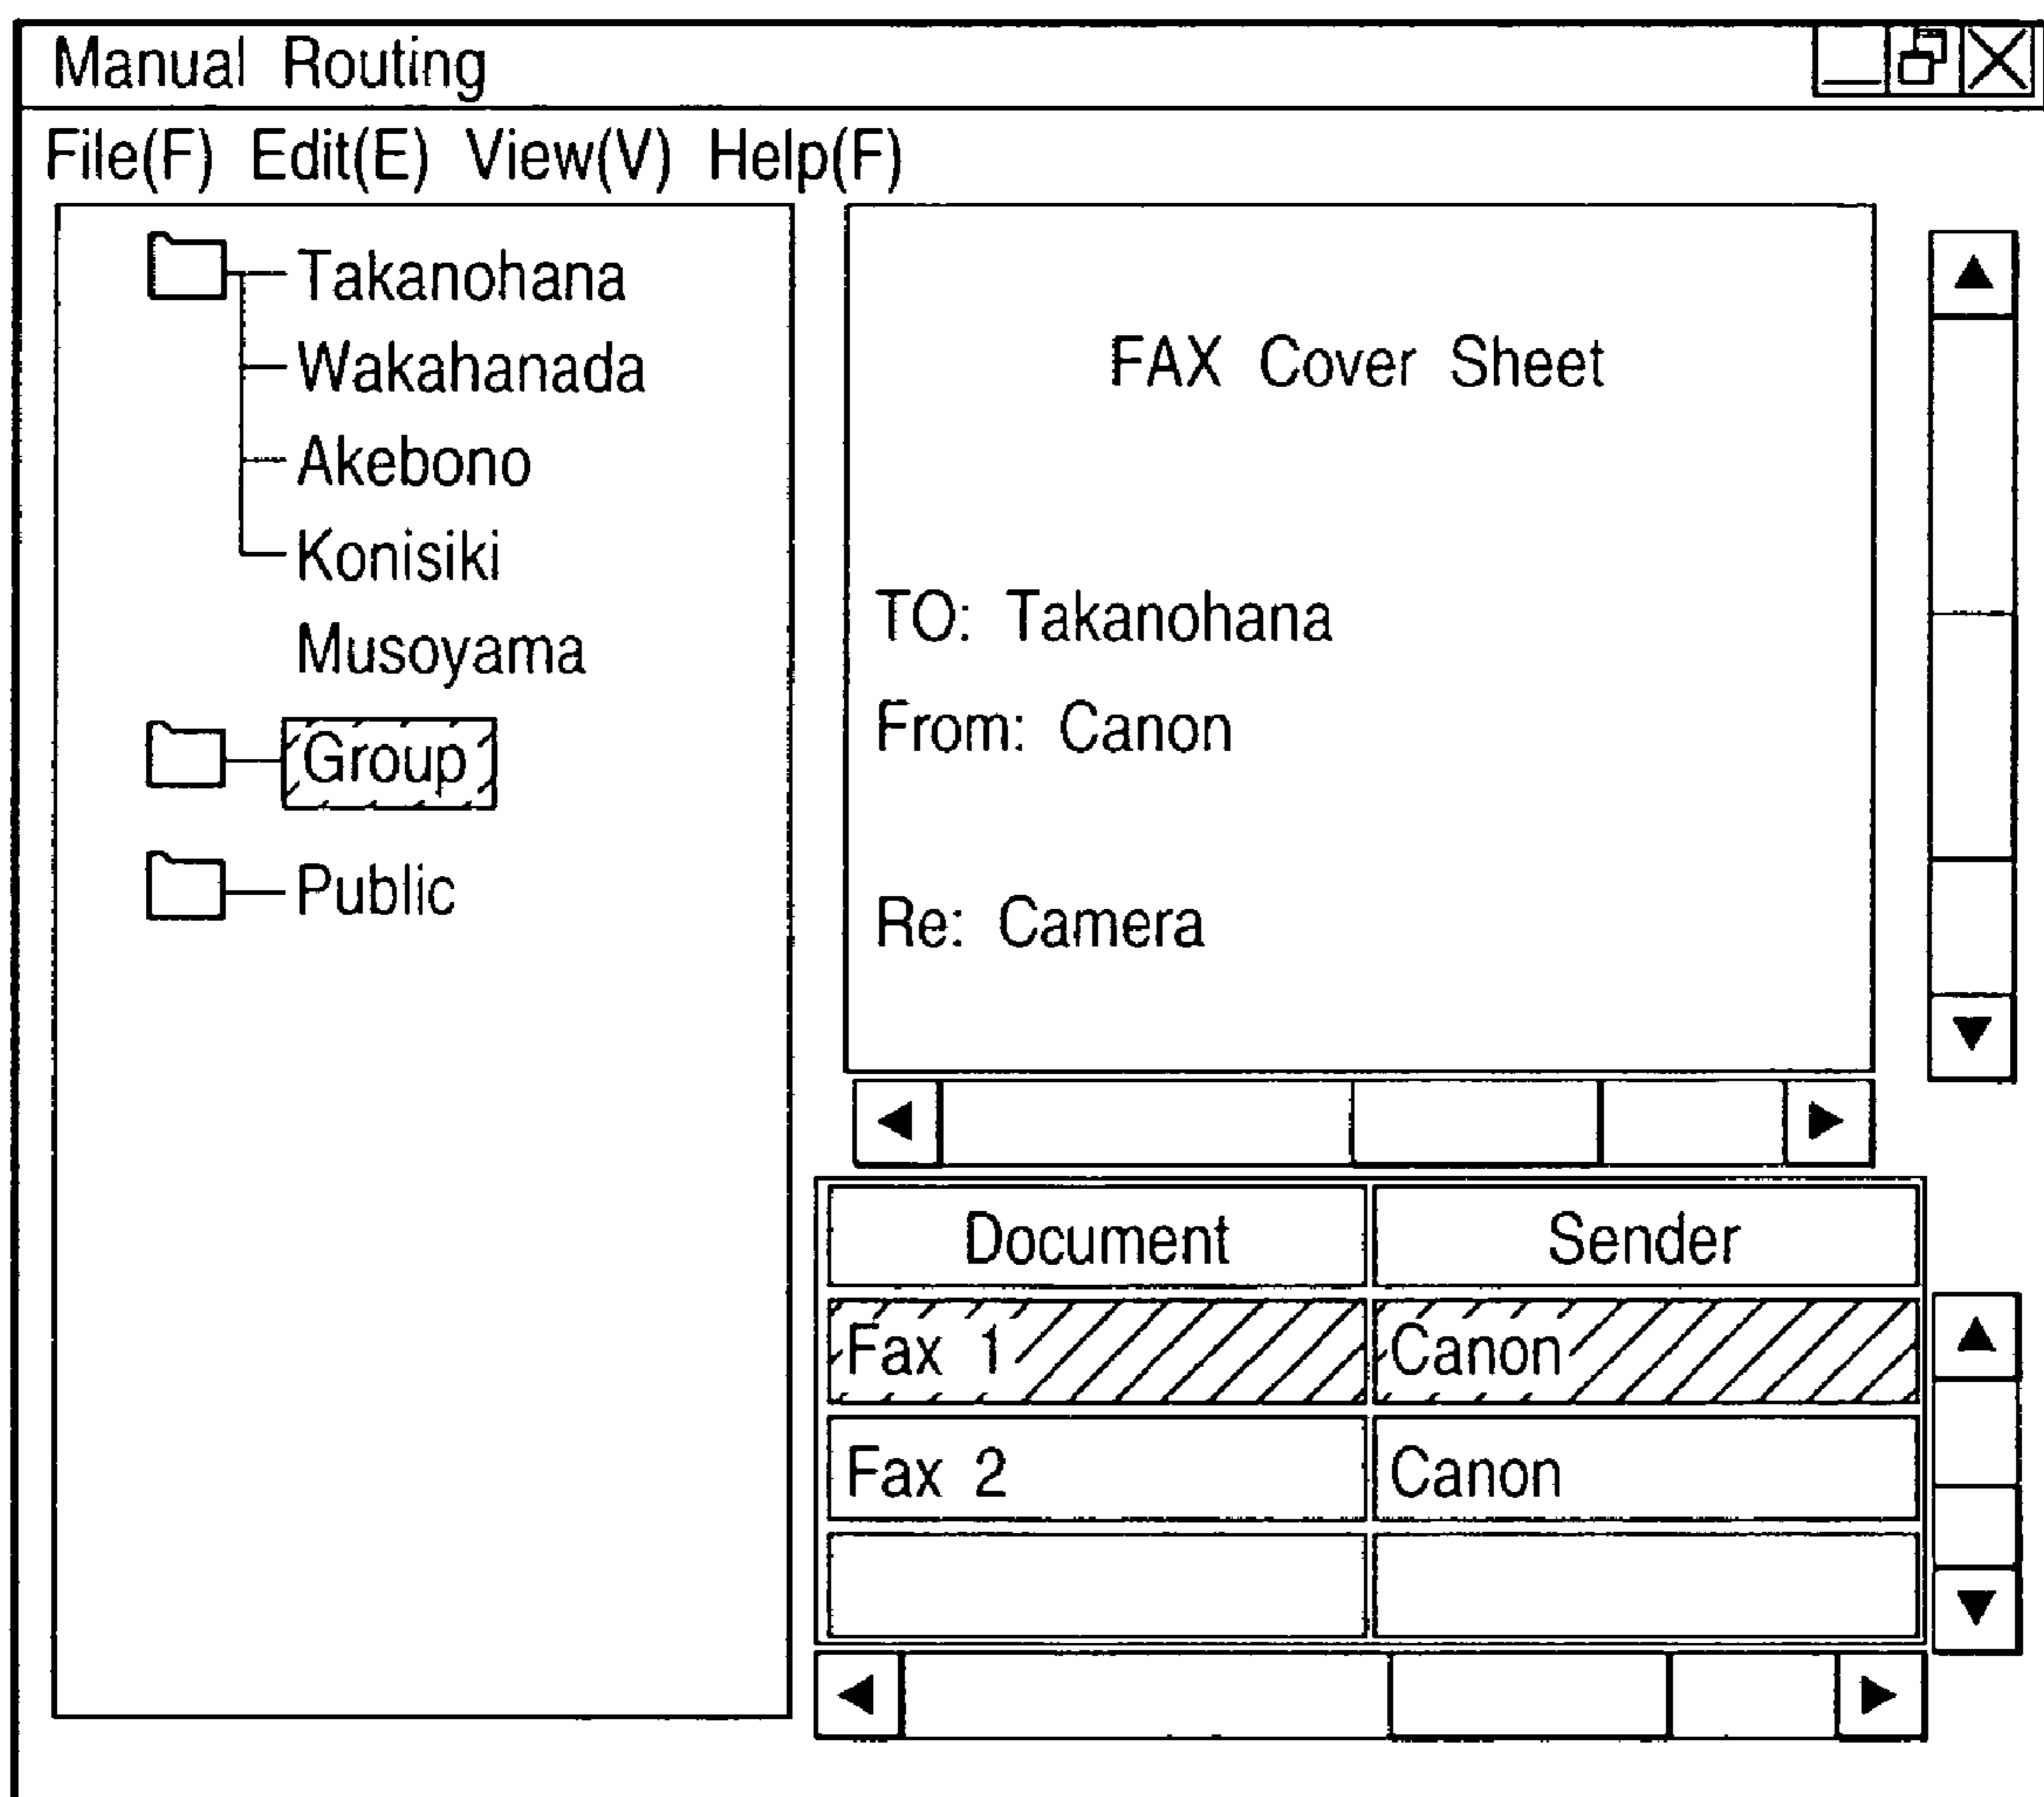 Manual Routing
File(F) Edit(E) View(V) Help(F)
Takanohana
Wakahanada
Akebono
Konisiki
Musoyama
Group
Public
FAX Cover Sheet
TO: Takanohana
From: Canon
Re: Camera
Document Sender
Fax 1 Canon
Fax 2 Canon